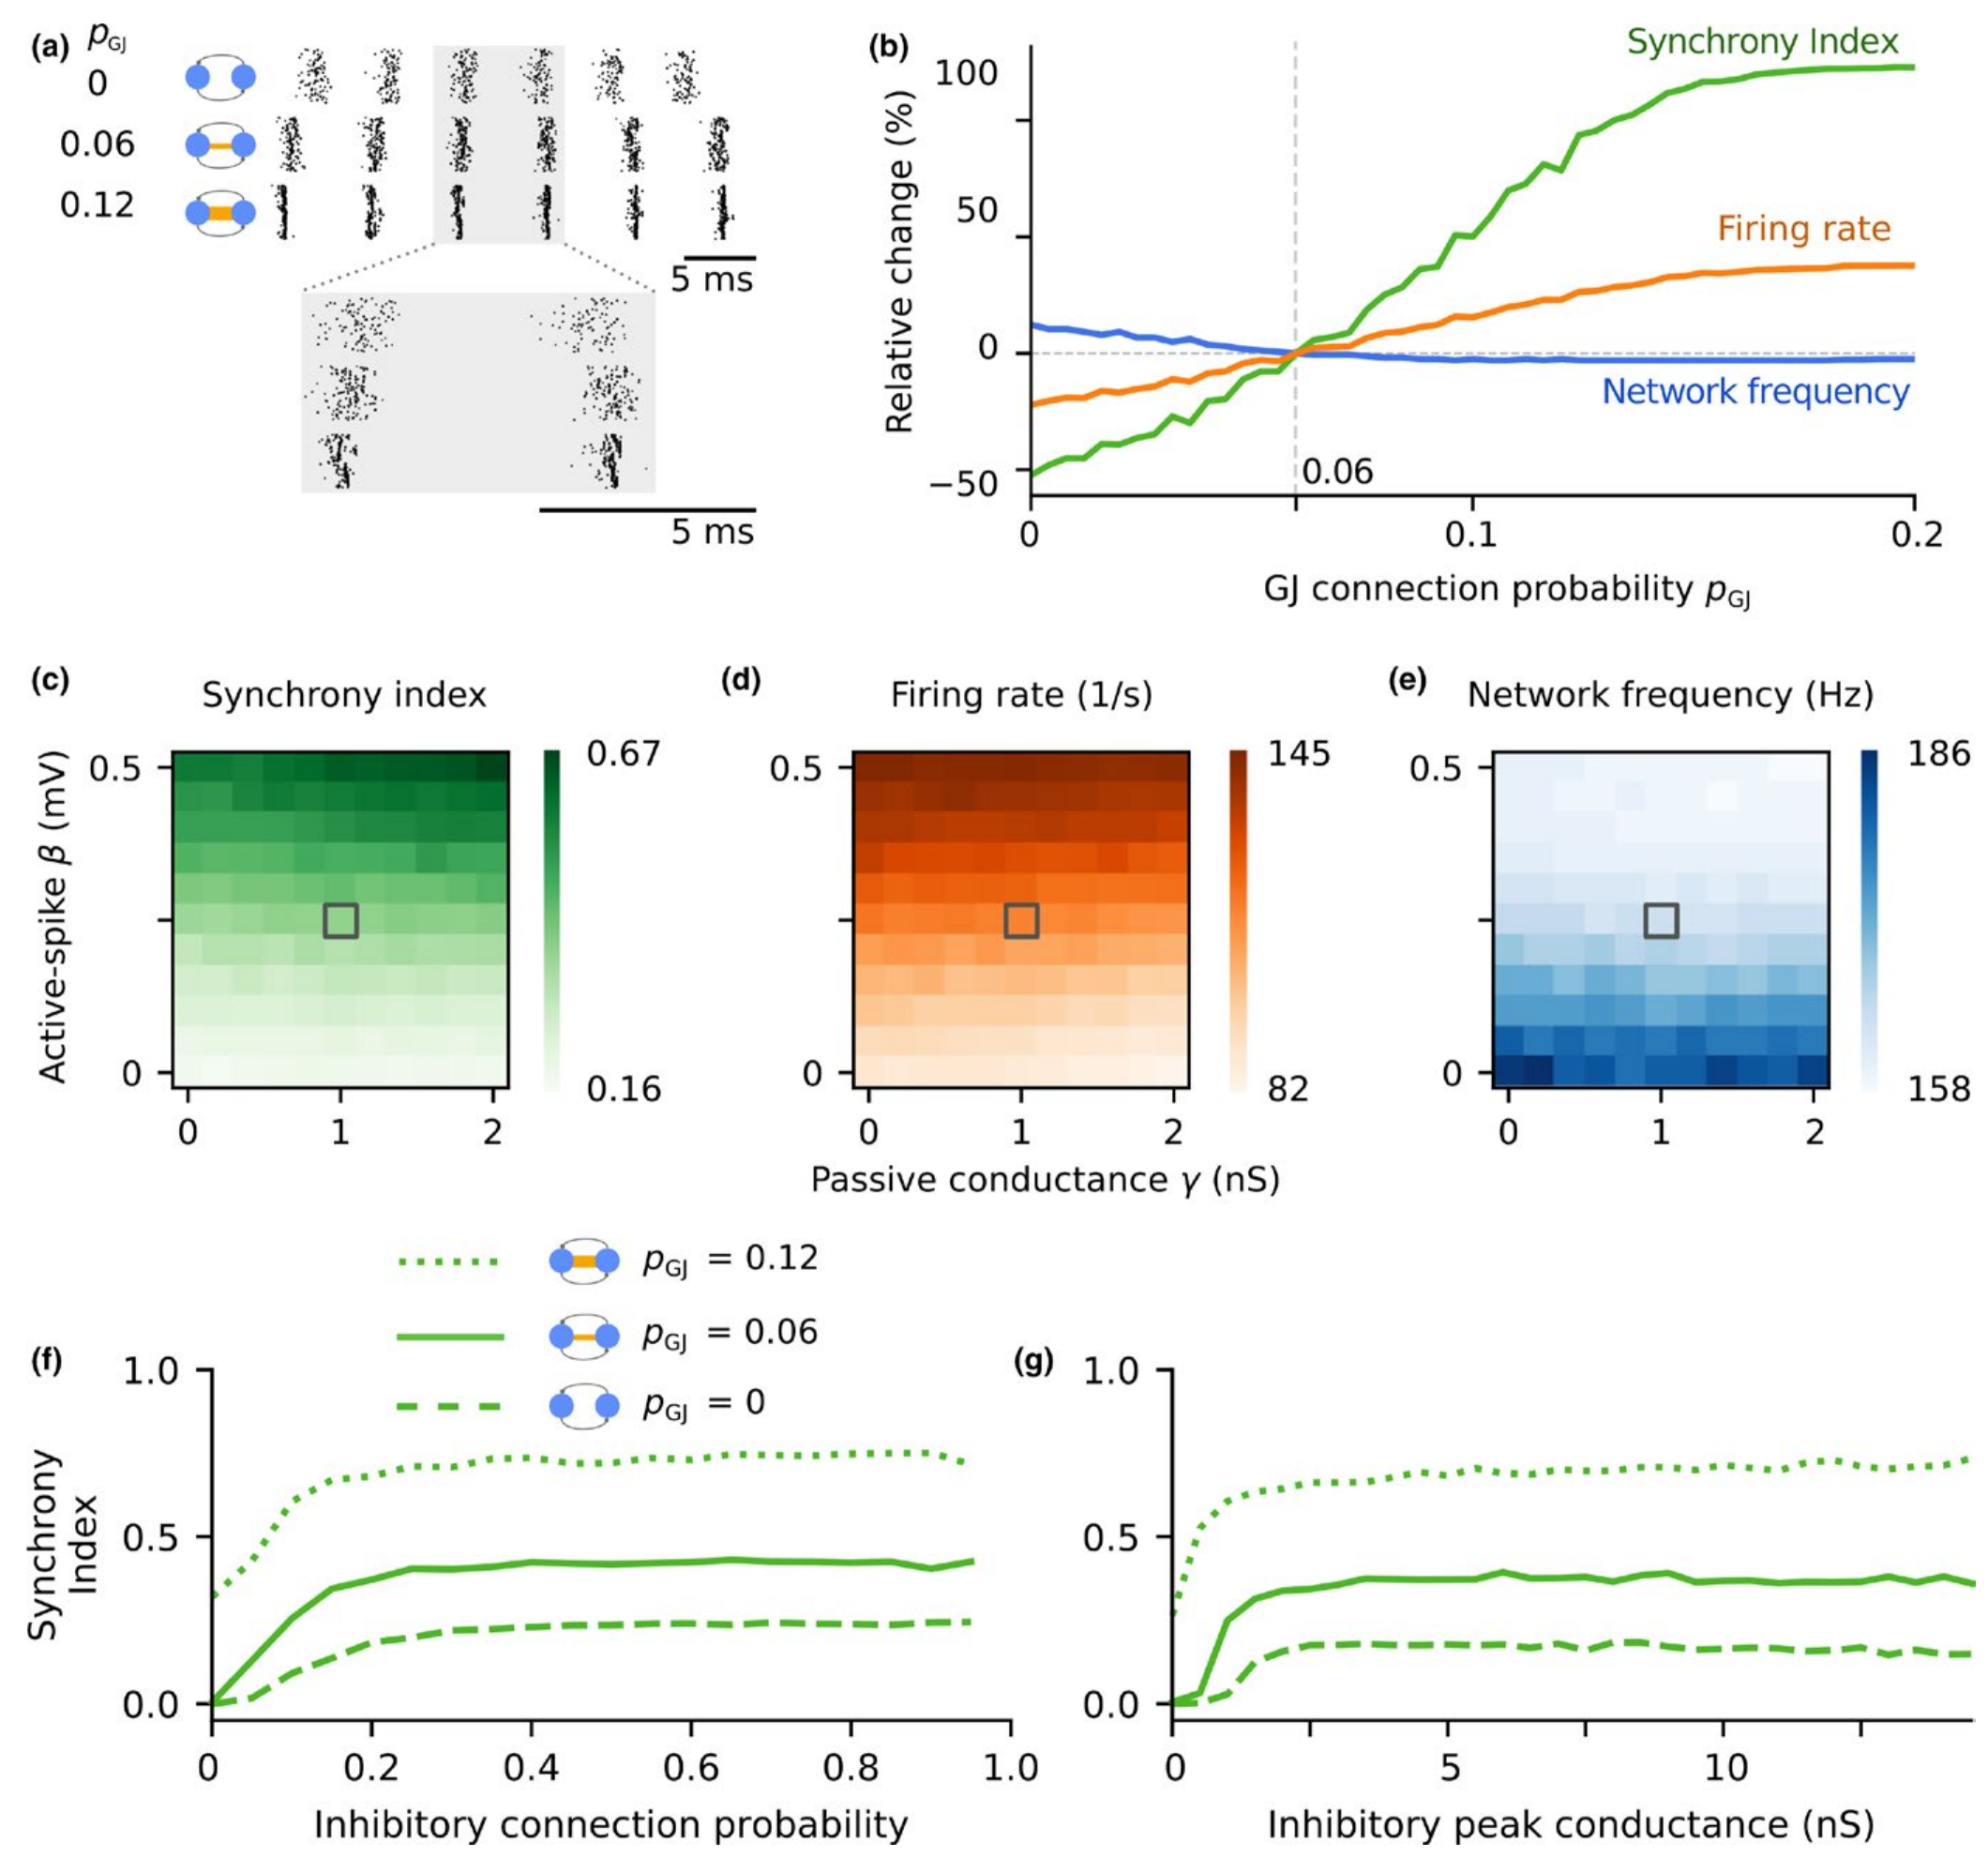 (a)
pGJ
0
0.06
0.12
5 ms
5 ms
(b)
Synchrony Index
Firing rate
Network frequency
Relative change (%)
100
50
0
−50
0.06
0
0.1
0.2
GJ connection probability pGJ
(c)
Synchrony index
Active-spike β (mV)
0.5
0
0
1
2
0.67
0.16
(d)
Firing rate (1/s)
0.5
0
0
1
2
145
82
(e)
Network frequency (Hz)
0.5
0
0
1
2
186
158
Passive conductance γ (nS)
pGJ = 0.12
pGJ = 0.06
pGJ = 0
(f)
Synchrony
Index
1.0
0.5
0.0
0
0.2
0.4
0.6
0.8
1.0
Inhibitory connection probability
(g)
1.0
0.5
0.0
0
5
10
Inhibitory peak conductance (nS)